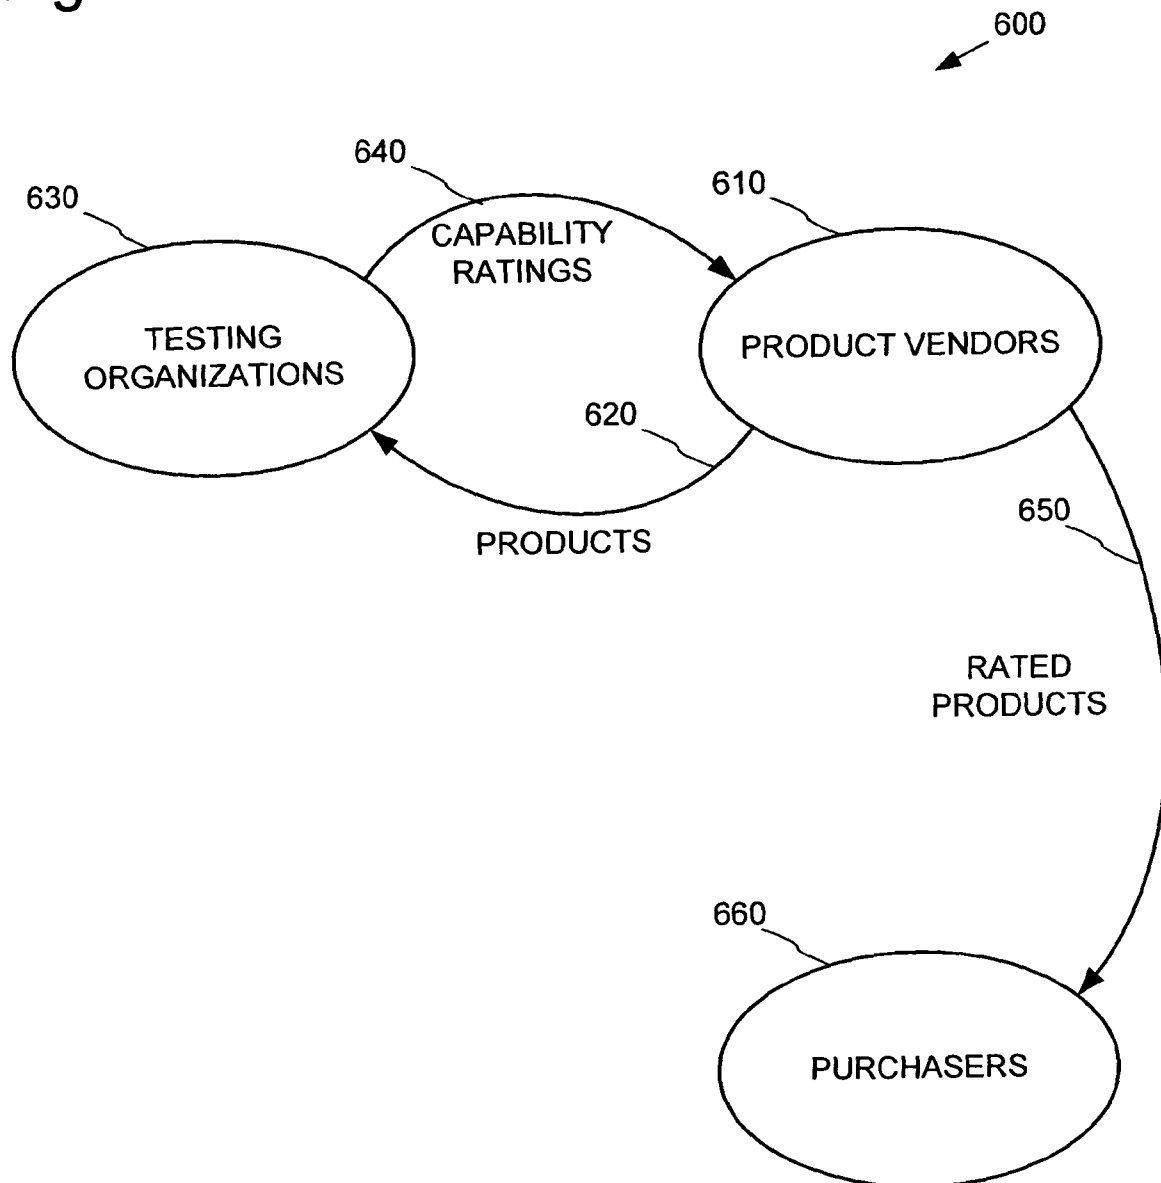 600
640
610
630
CAPABILITY
RATINGS
TESTING
ORGANIZATIONS
PRODUCT VENDORS
620
650
PRODUCTS
RATED
PRODUCTS
660
PURCHASERS